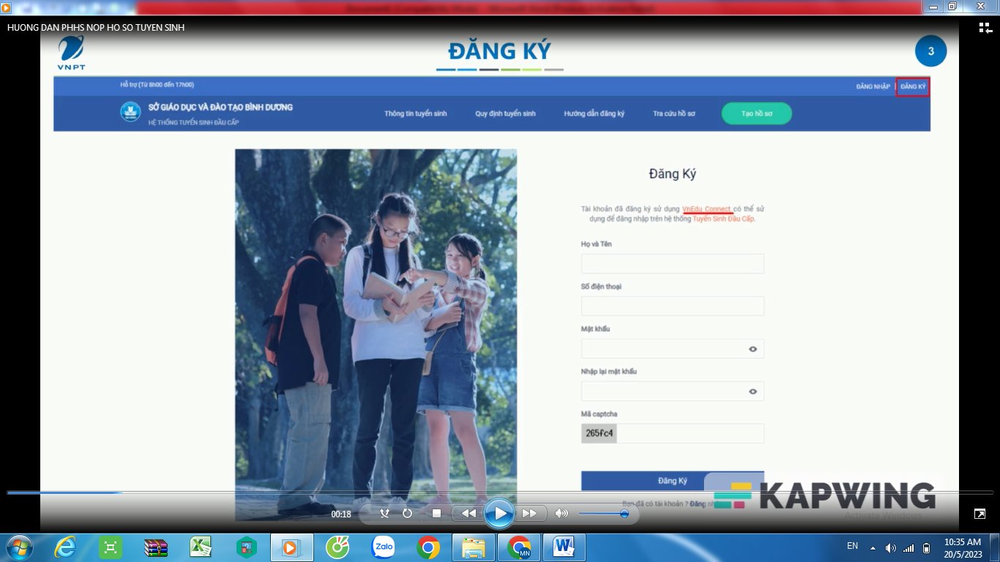 HUONG DAN PHHS NOP HO SO TUYEN SINH
VNPT
ĐĂNG KÝ
3
Hỗ trợ (Từ 8h00 đến 17h00)
ĐĂNG NHẬP | ĐĂNG KÝ
SỞ GIÁO DỤC VÀ ĐÀO TẠO BÌNH DƯƠNG
HỆ THỐNG TUYỂN SINH ĐẦU CẤP
Thông tin tuyển sinh
Quy định tuyển sinh
Hướng dẫn đăng ký
Tra cứu hồ sơ
Tạo hồ sơ
Đăng Ký
Tài khoản đã đăng ký sử dụng VnEdu Connect có thể sử
dụng để đăng nhập trên hệ thống Tuyển Sinh Đầu Cấp.
Họ và Tên
Số điện thoại
Mật khẩu
Nhập lại mật khẩu
Mã captcha
265fc4
Đăng Ký
Bạn đã có tài khoản ? Đăng
KAPWING
Activate Windows
00:18
Zalo
MN
EN
10:35 AM
20/5/2023